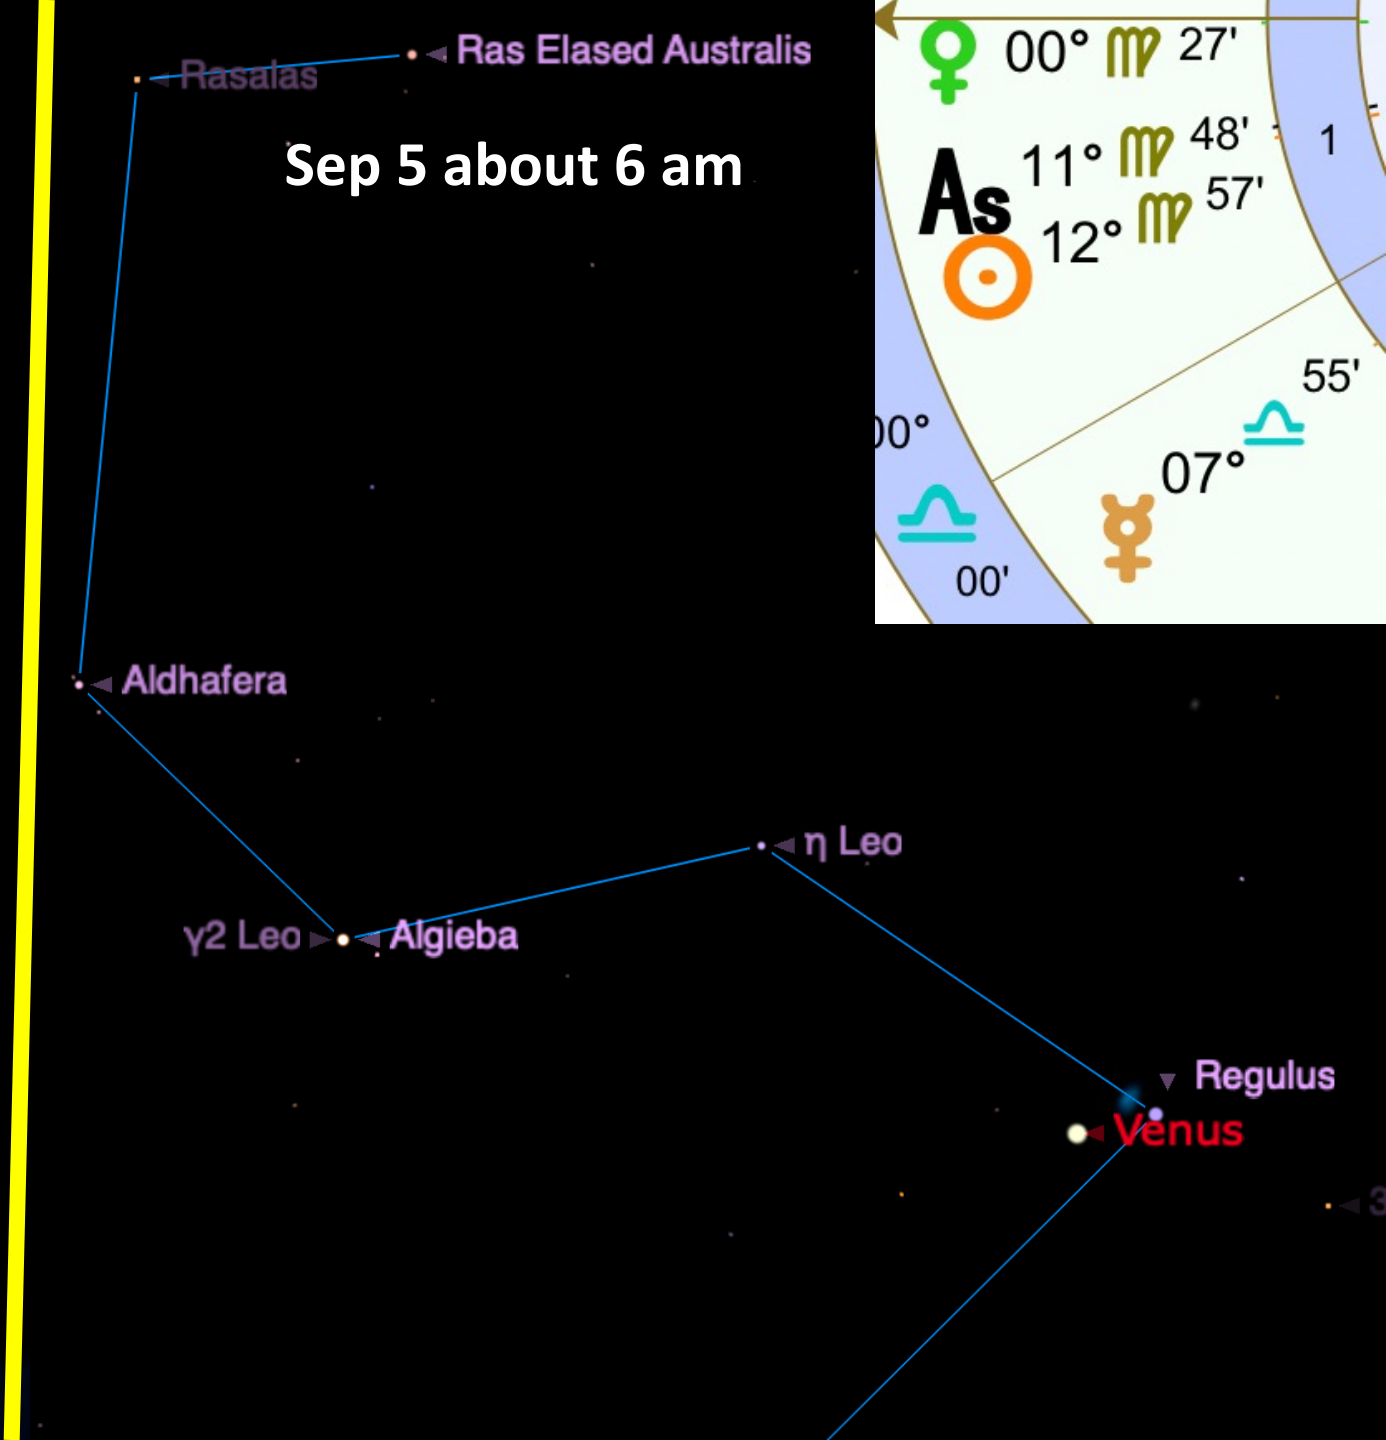 Ras Elased Australis
Rasalas
Sep 5 about 6 am
00° ♍ 27'
As 11° ♍ 48'
12° ♍ 57'
1
55'
07° ♎
00°
♎
00'
Aldhafera
η Leo
γ2 Leo
Algieba
Regulus
Venus
3